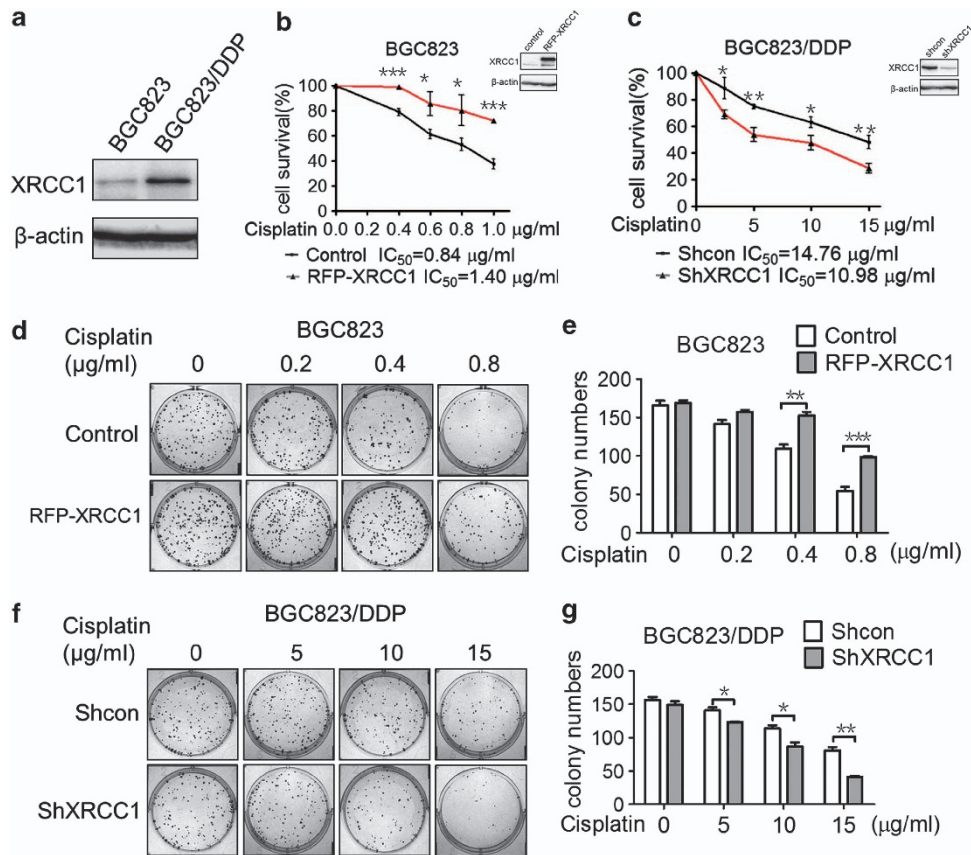 a
BGC823
BGC823/DDP
XRCC1
β-actin
b
BGC823
control
RFP-XRCC1
XRCC1
β-actin
cell survival(%)
100
80
60
40
20
0
***
*
*
***
0.0 0.2 0.4 0.6 0.8 1.0 μg/ml
Cisplatin
Control IC50=0.84 μg/ml
RFP-XRCC1 IC50=1.40 μg/ml
c
BGC823/DDP
shcon
shXRCC1
XRCC1
β-actin
cell survival(%)
100
80
60
40
20
0
*
**
*
**
0 5 10 15 μg/ml
Cisplatin
Shcon IC50=14.76 μg/ml
ShXRCC1 IC50=10.98 μg/ml
d
BGC823
Cisplatin
(μg/ml)
0 0.2 0.4 0.8
Control
RFP-XRCC1
e
BGC823
Control
RFP-XRCC1
colony numbers
200
150
100
50
0
**
***
Cisplatin 0 0.2 0.4 0.8 (μg/ml)
f
BGC823/DDP
Cisplatin
(μg/ml)
0 5 10 15
Shcon
ShXRCC1
g
BGC823/DDP
Shcon
ShXRCC1
colony numbers
200
150
100
50
0
*
*
**
Cisplatin 0 5 10 15 (μg/ml)